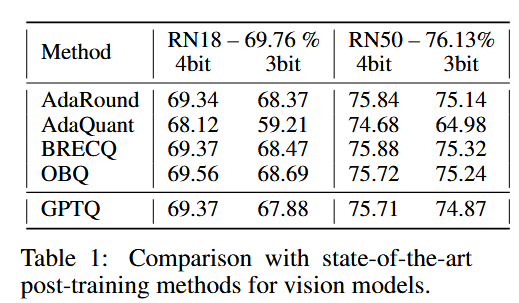 Method RN18 – 69.76 % RN50 – 76.13%
4bit 3bit 4bit 3bit
AdaRound 69.34 68.37 75.84 75.14
AdaQuant 68.12 59.21 74.68 64.98
BRECQ 69.37 68.47 75.88 75.32
OBQ 69.56 68.69 75.72 75.24
GPTQ 69.37 67.88 75.71 74.87
Table 1: Comparison with state-of-the-art
post-training methods for vision models.